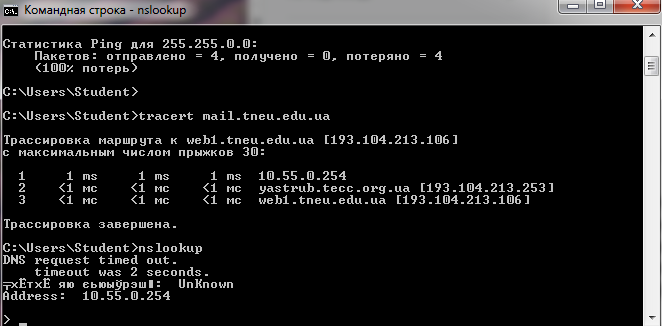 Командная строка - nslookup
Статистика Ping для 255.255.0.0:
    Пакетов: отправлено = 4, получено = 0, потеряно = 4
    (100% потерь)
C:\Users\Student>
C:\Users\Student>tracert mail.tneu.edu.ua
Трассировка маршрута к web1.tneu.edu.ua [193.104.213.106]
с максимальным числом прыжков 30:
  1     1 ms     1 ms     1 ms  10.55.0.254
  2    <1 мс    <1 мс    <1 мс  yastrub.tecc.org.ua [193.104.213.253]
  3    <1 мс    <1 мс    <1 мс  web1.tneu.edu.ua [193.104.213.106]
Трассировка завершена.
C:\Users\Student>nslookup
DNS request timed out.
    timeout was 2 seconds.
яю UnKnown
Address:  10.55.0.254
>